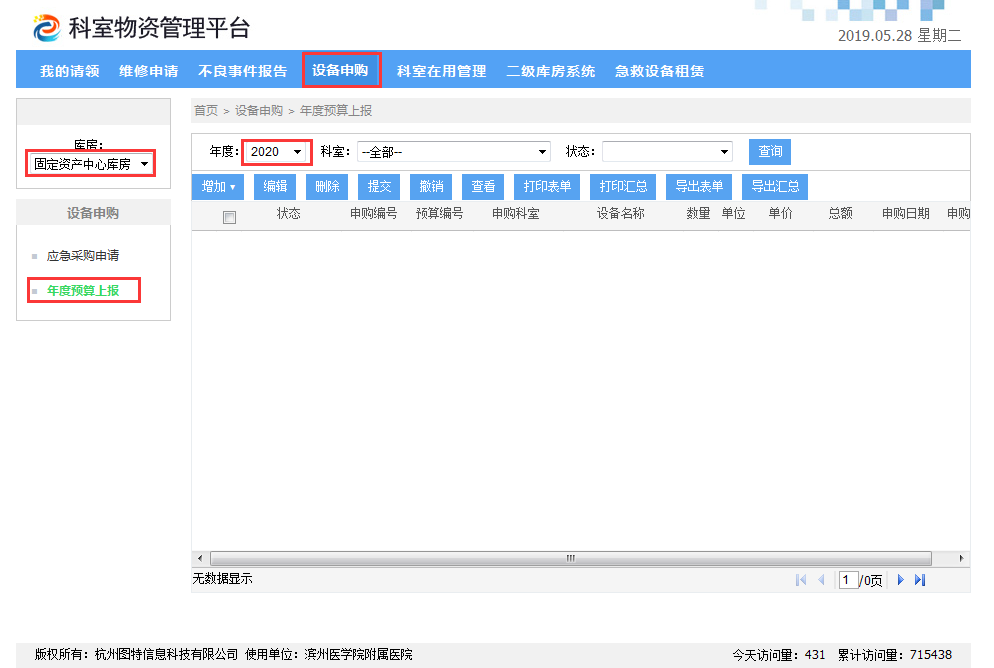 科室物资管理平台
2019.05.28 星期二
我的请领 维修申请 不良事件报告 设备申购 科室在用管理 二级库房系统 急救设备租赁
库房:
固定资产中心库房
设备申购
应急采购申请
年度预算上报
首页 > 设备申购 > 年度预算上报
年度: 2020 科室: --全部-- 状态: 查询
增加 编辑 删除 提交 撤销 查看 打印表单 打印汇总 导出表单 导出汇总
状态 申购编号 预算编号 申购科室 设备名称 数量 单位 单价 总额 申购日期 申购
无数据显示
1 /0页
版权所有: 杭州图特信息科技有限公司 使用单位: 滨州医学院附属医院
今天访问量: 431 累计访问量: 715438